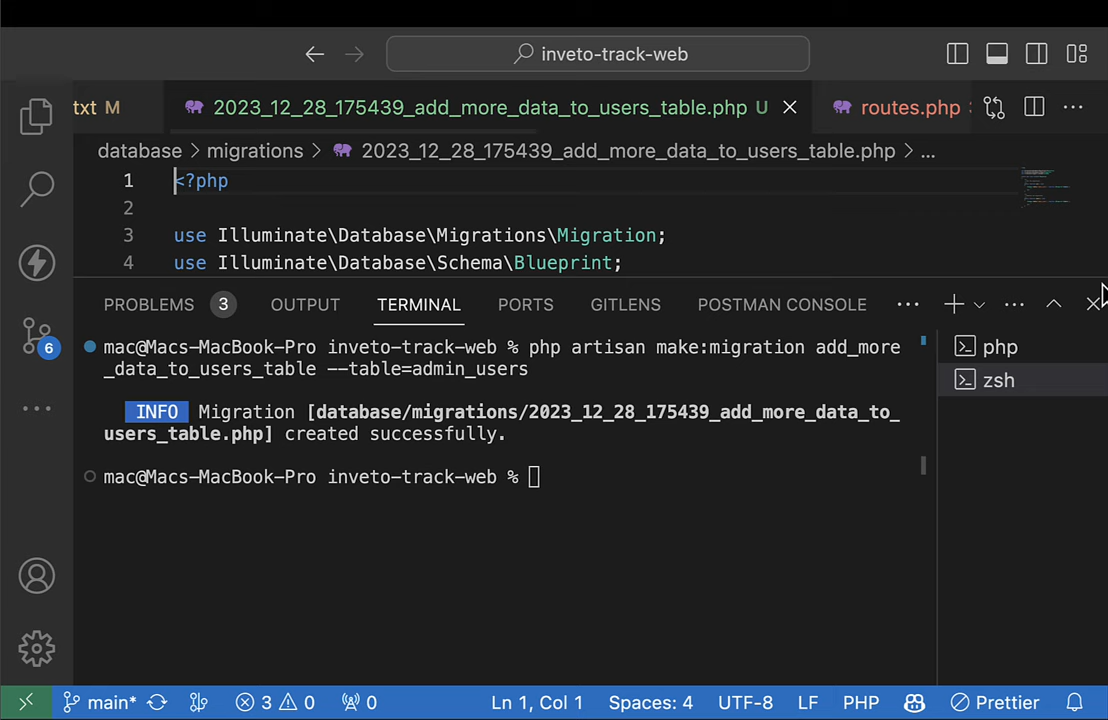 inveto-track-web
txt M
2023_12_28_175439_add_more_data_to_users_table.php U
routes.php
database > migrations > 2023_12_28_175439_add_more_data_to_users_table.php > ...
1 <?php
2
3 use Illuminate\Database\Migrations\Migration;
4 use Illuminate\Database\Schema\Blueprint;
PROBLEMS 3 OUTPUT TERMINAL PORTS GITLENS POSTMAN CONSOLE
mac@Macs-MacBook-Pro inveto-track-web % php artisan make:migration add_more
_data_to_users_table --table=admin_users
INFO Migration [database/migrations/2023_12_28_175439_add_more_data_to_
users_table.php] created successfully.
mac@Macs-MacBook-Pro inveto-track-web %
php
zsh
6
main* 3 0 0 Ln 1, Col 1 Spaces: 4 UTF-8 LF PHP Prettier